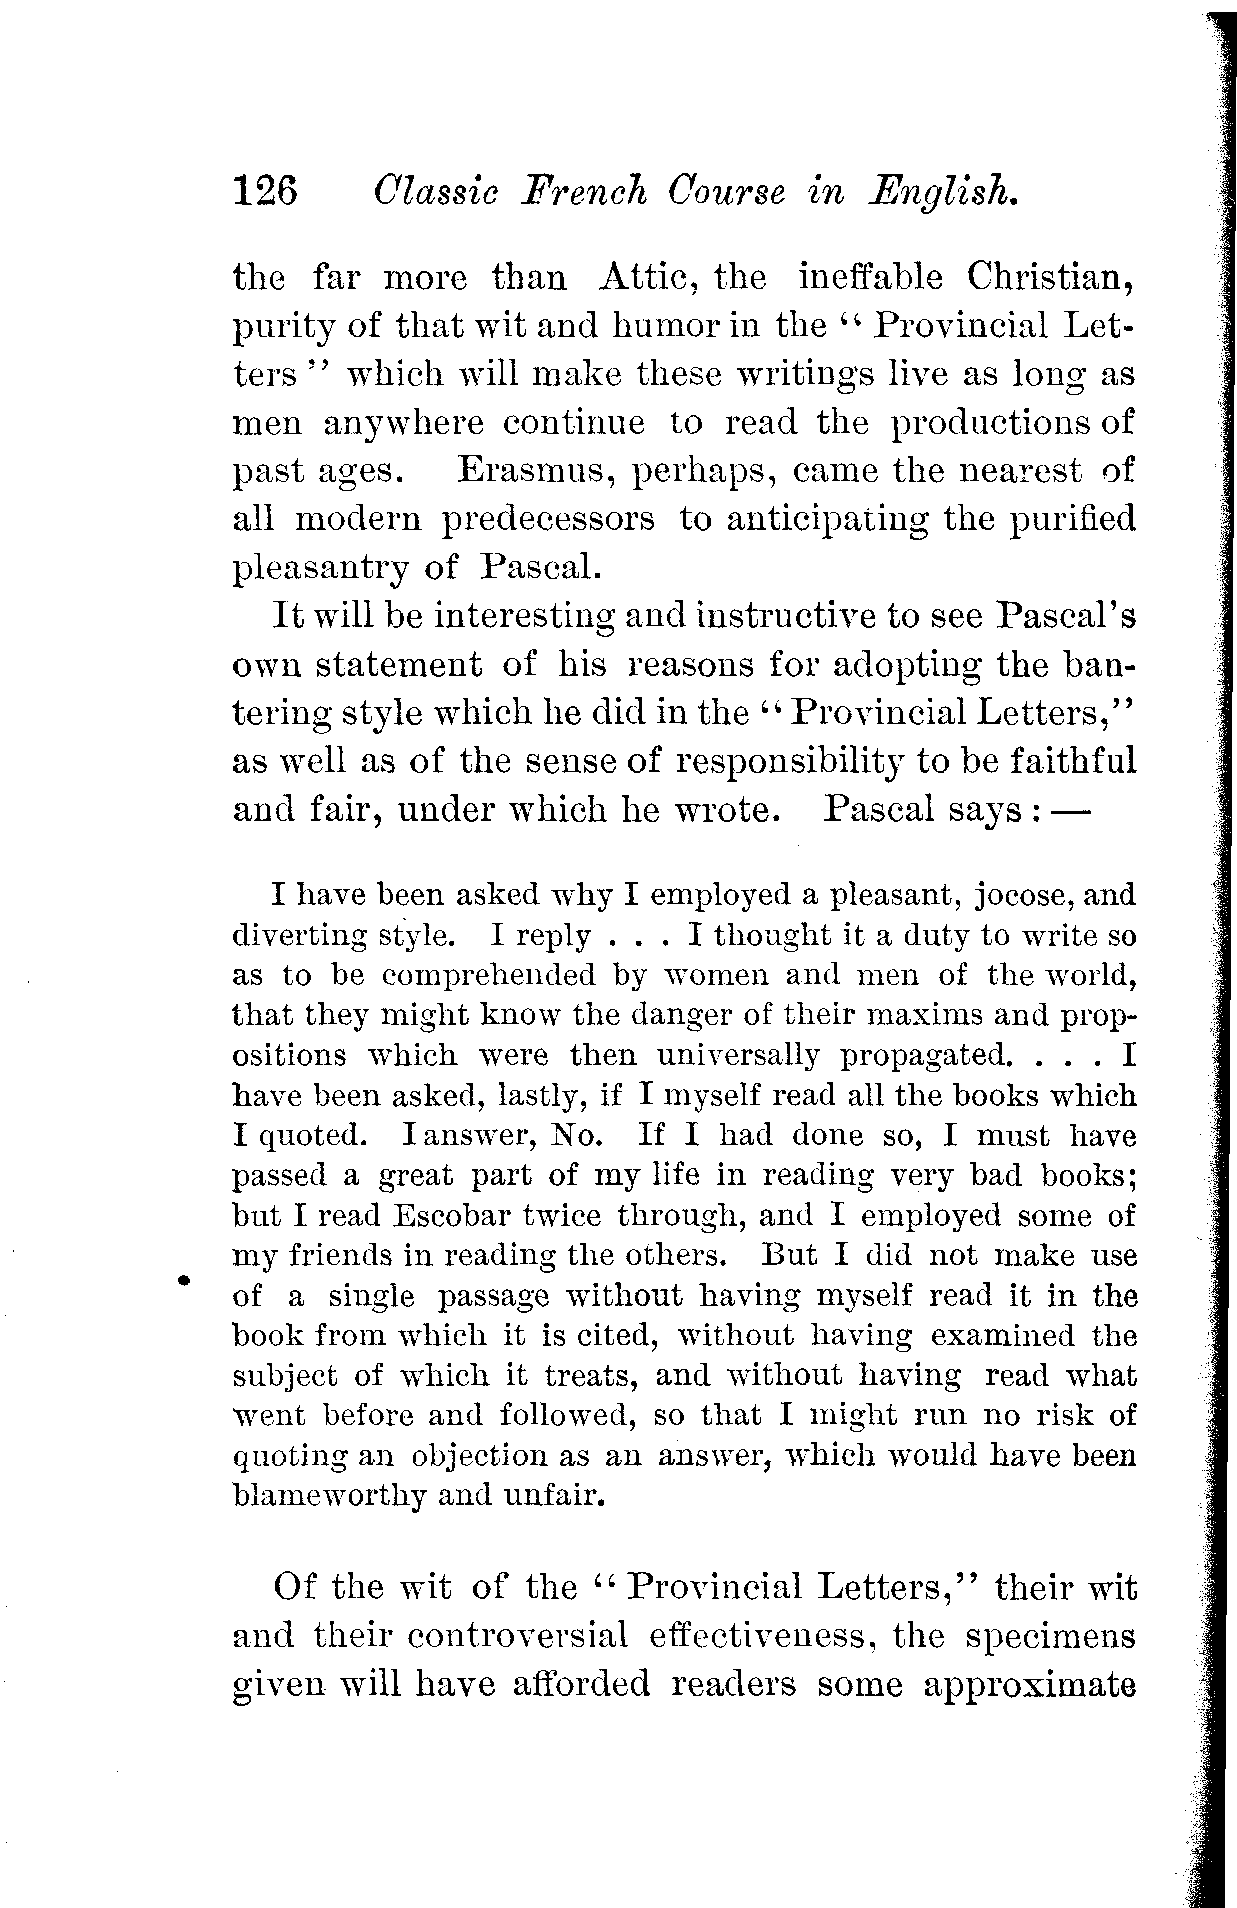 126 Classic French Course in English.
the far more than Attic, the ineffable Christian,
purity of that wit and humor in the “ Provincial Let-
ters ” which will make these writings live as long as
men anywhere continue to read the productions of
past ages. Erasmus, perhaps, came the nearest of
all modern predecessors to anticipating the purified
pleasantry of Pascal.
It will be interesting and instructive to see Pascal’s
own statement of his reasons for adopting the ban-
tering style which he did in the “ Provincial Letters,”
as well as of the sense of responsibility to be faithful
and fair, under which he wrote. Pascal says : —
I have been asked why I employed a pleasant, jocose, and
diverting style. I reply . . . I thought it a duty to write so
as to be comprehended by women and men of the world,
that they might know the danger of their maxims and prop-
ositions which were then universally propagated. . . . I
have been asked, lastly, if I myself read all the books which
I quoted. I answer, No. If I had done so, I must have
passed a great part of my life in reading very bad books;
but I read Escobar twice through, and I employed some of
my friends in reading the others. But I did not make use
of a single passage without having myself read it in the
book from which it is cited, without having examined the
subject of which it treats, and without having read what
went before and followed, so that I might run no risk of
quoting an objection as an answer, which would have been
blameworthy and unfair.
Of the wit of the “ Provincial Letters,” their wit
and their controversial effectiveness, the specimens
given will have afforded readers some approximate